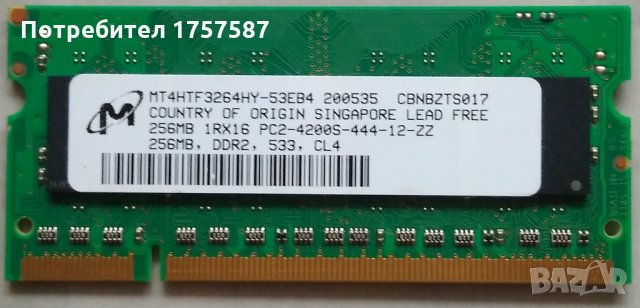 Потребител 1757587
MT4HTF3264HY-53EB4 200535 CBNBZTS017
COUNTRY OF ORIGIN SINGAPORE LEAD FREE
256MB 1RX16 PC2-4200S-444-12-ZZ
256MB, DDR2, 533, CL4
BAZAR